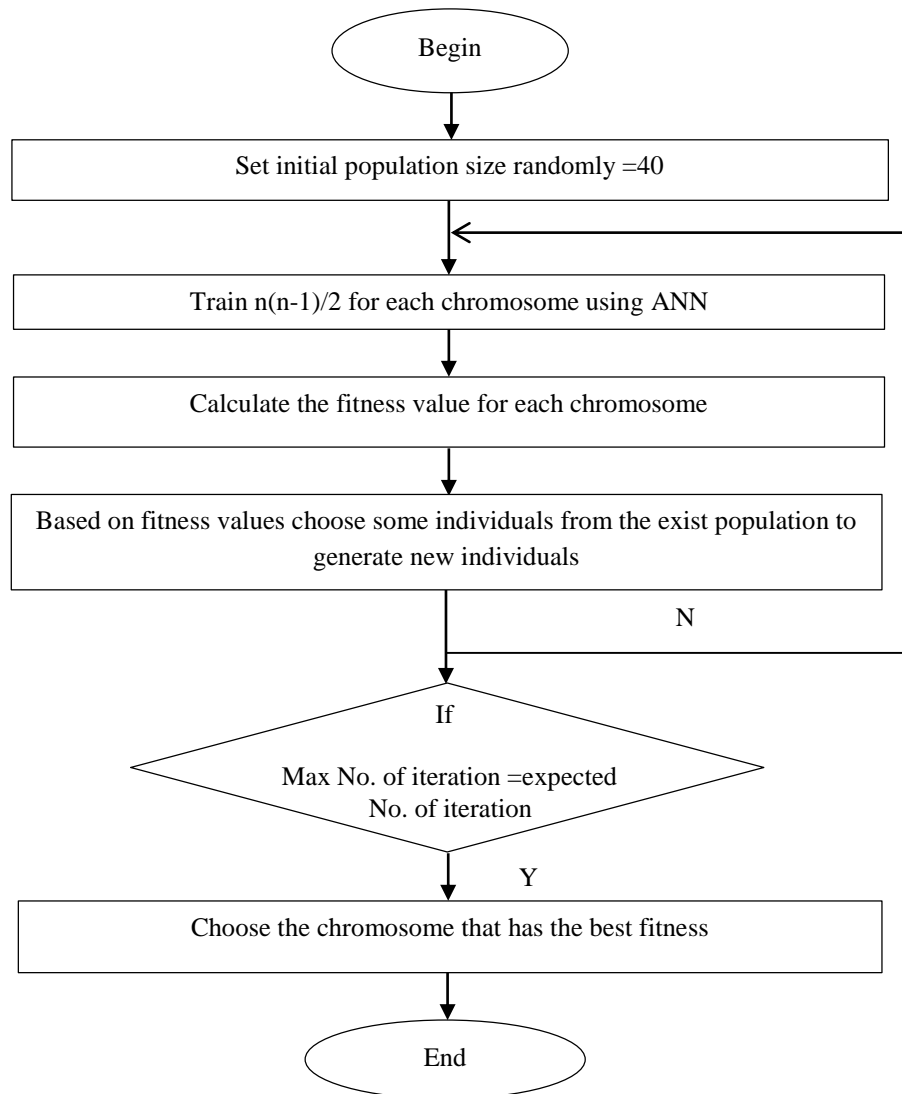 Begin
Set initial population size randomly =40
Train n(n-1)/2 for each chromosome using ANN
Calculate the fitness value for each chromosome
Based on fitness values choose some individuals from the exist population to
generate new individuals
N
If
Max No. of iteration =expected
No. of iteration
Y
Choose the chromosome that has the best fitness
End